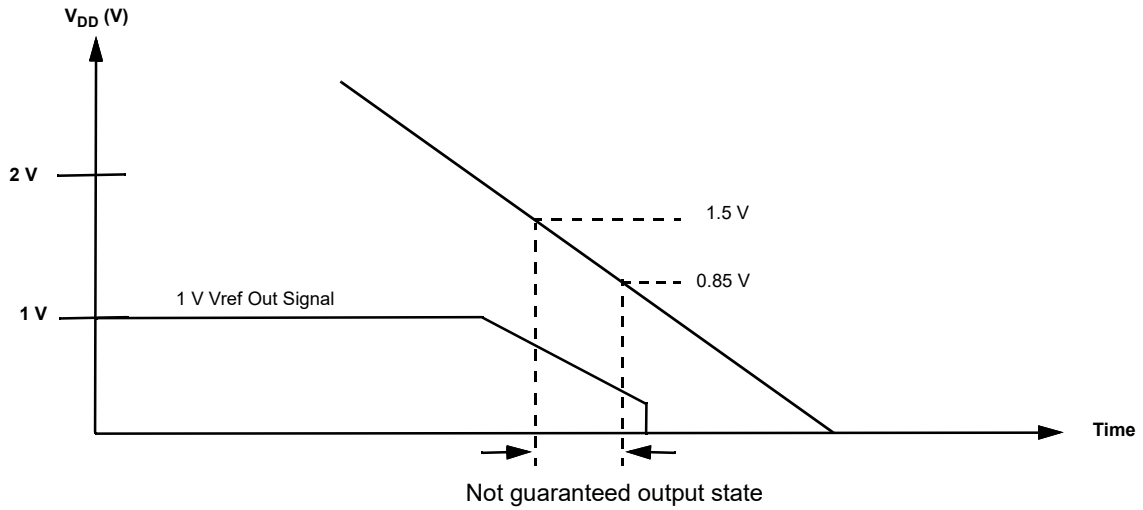 VDD (V)
2 V
1.5 V
0.85 V
1 V Vref Out Signal
1 V
Time
Not guaranteed output state